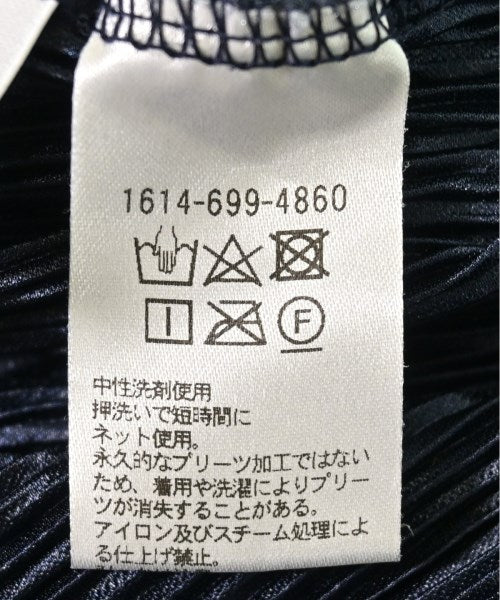 1614-699-4860
F
中性洗剤使用
押洗いで短時間に
ネット使用。
永久的なプリーツ加工ではない
ため、着用や洗濯によりプリー
ツが消失することがある。
アイロン及びスチーム処理によ
る仕上げ禁止。